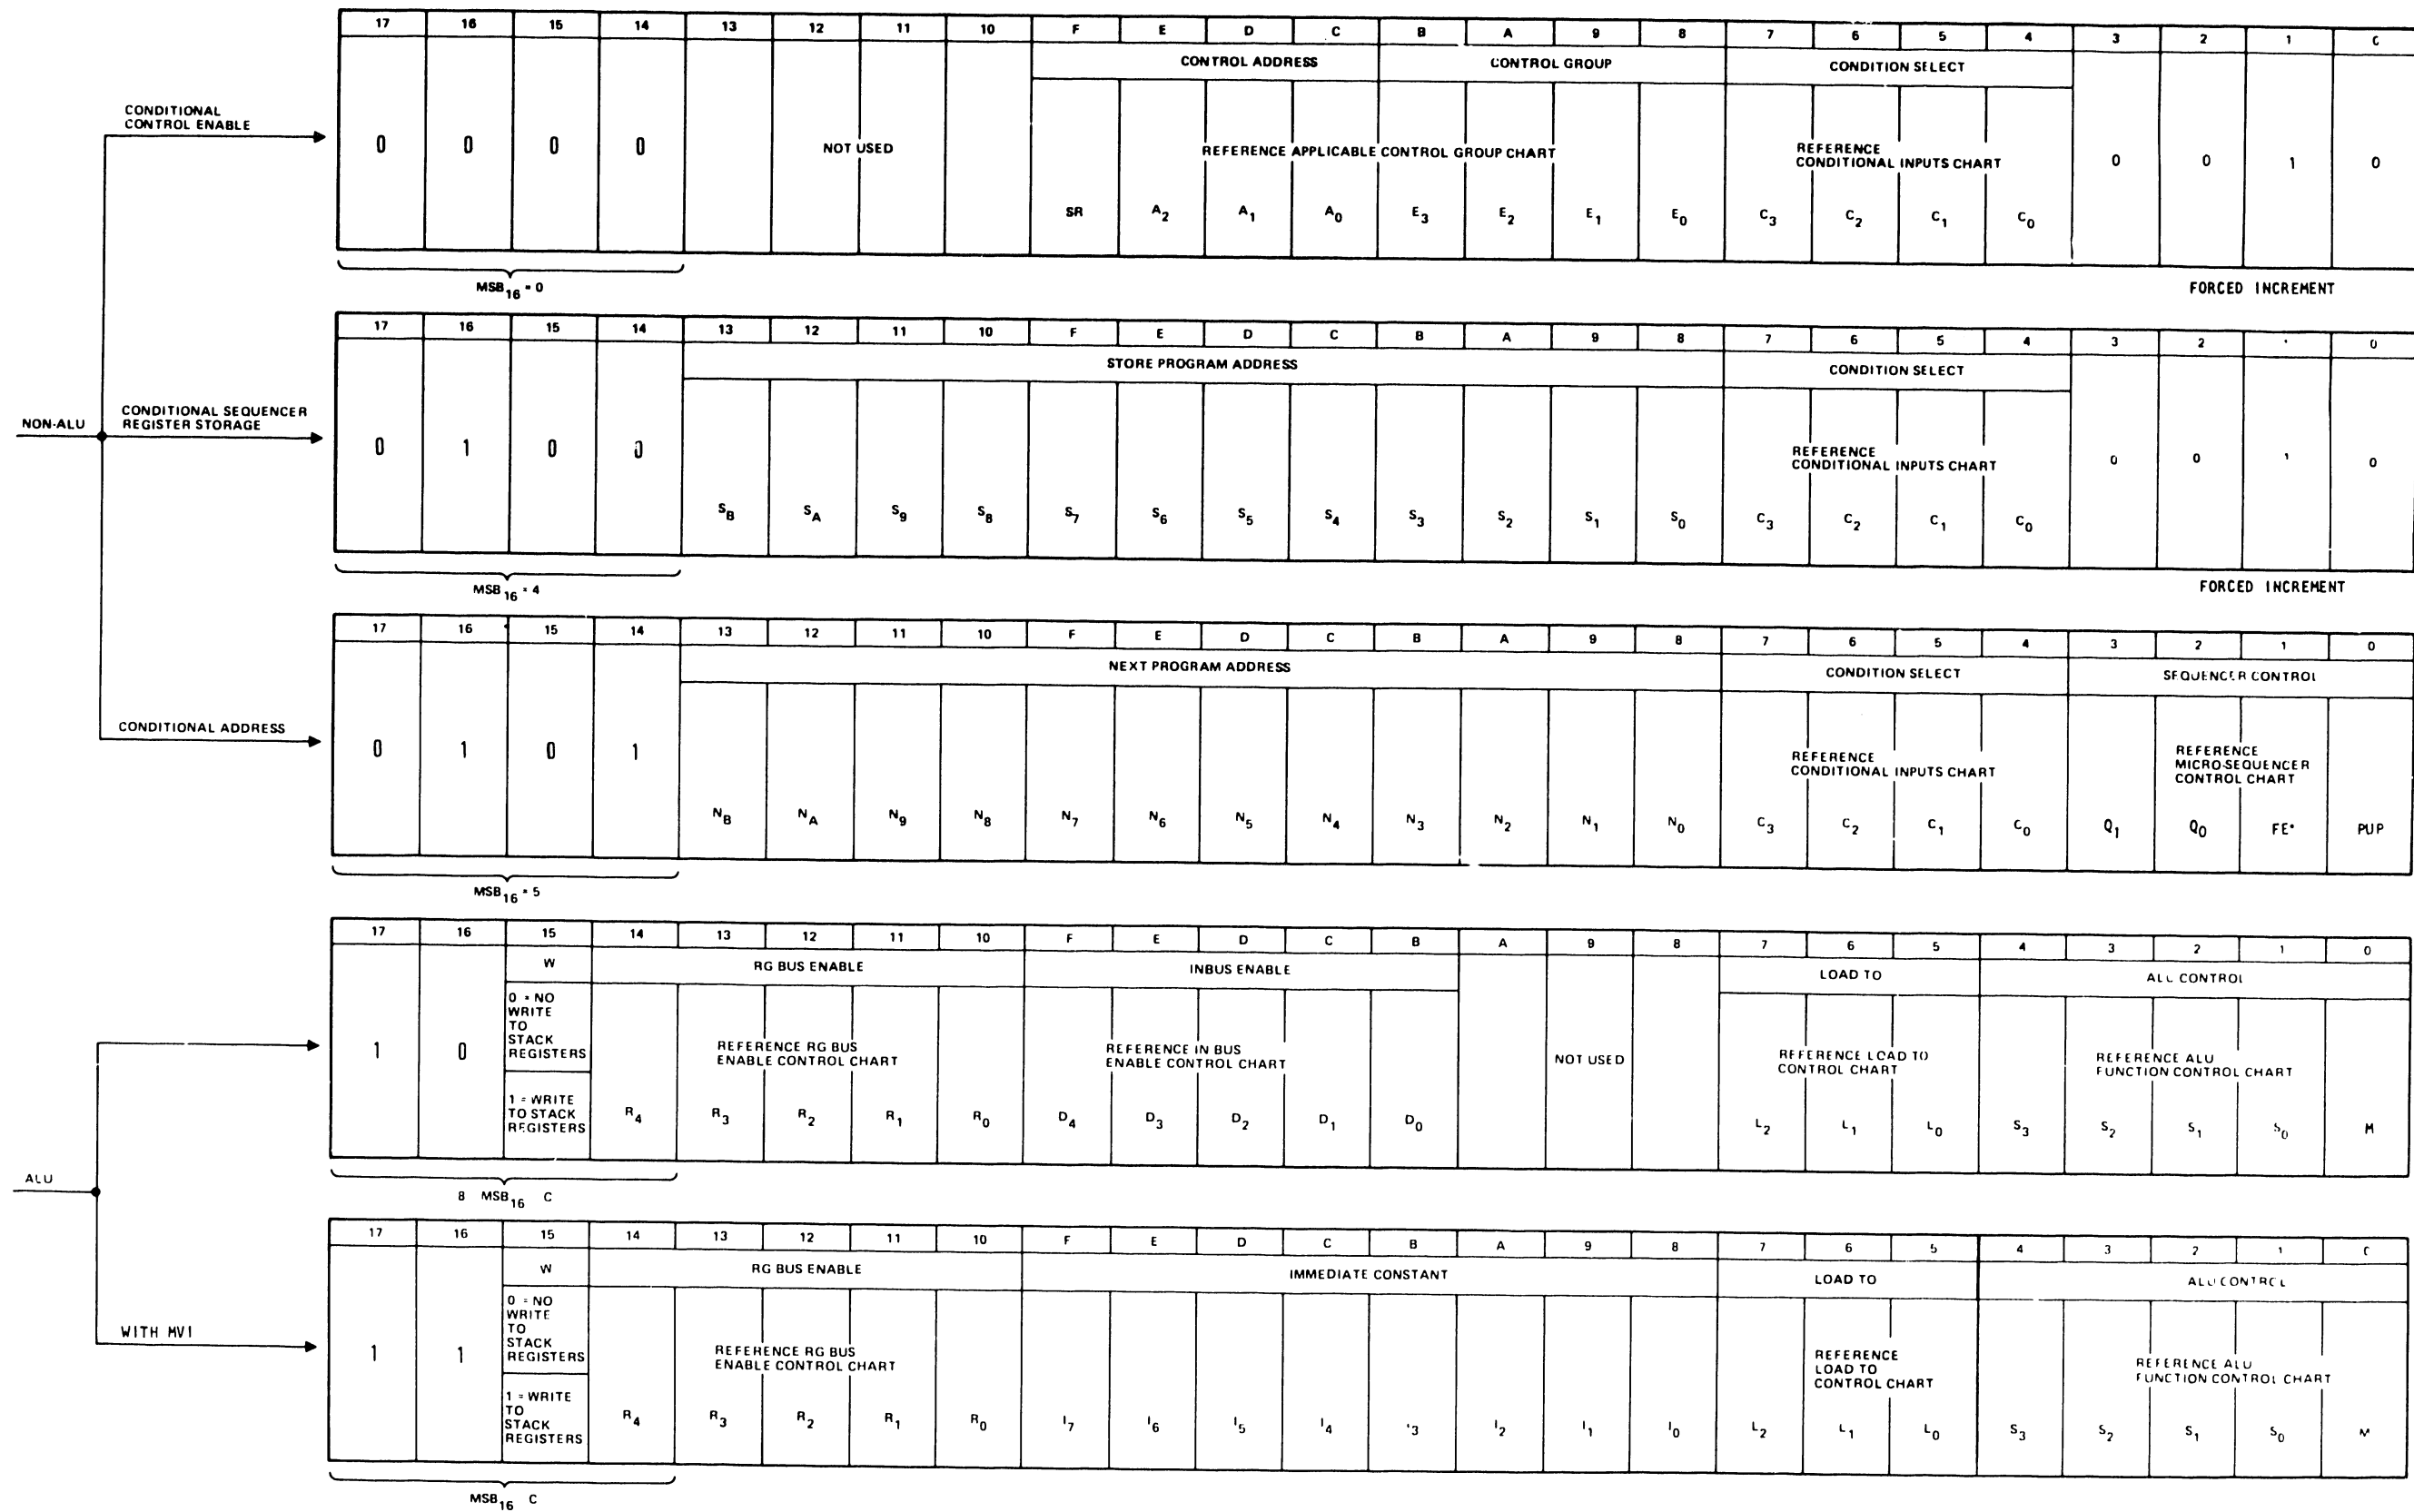 17 16 15 14 13 12 11 10 F E D C B A 9 8 7 6 5 4 3 2 1
CONTROL ADDRESS CONTROL GROUP CONDITION SELECT
CONDITIONAL
CONTROL ENABLE
0 0 0 0 NOT USED REFERENCE APPLICABLE CONTROL GROUP CHART REFERENCE
CONDITIONAL INPUTS CHART 0 0 1 0
SR A2 A1 A0 E3 E2 E1 E0 C3 C2 C1 C0
MSB16 = 0
FORCED INCREMENT
17 16 15 14 13 12 11 10 F E D C B A 9 8 7 6 5 4 3 2 0
STORE PROGRAM ADDRESS CONDITION SELECT
NON-ALU
CONDITIONAL SEQUENCER
REGISTER STORAGE
0 1 0 0 REFERENCE
CONDITIONAL INPUTS CHART 0 0 0
SB SA S9 S8 S7 S6 S5 S4 S3 S2 S1 S0 C3 C2 C1 C0
MSB16 = 4
FORCED INCREMENT
17 16 15 14 13 12 11 10 F E D C B A 9 8 7 6 5 4 3 2 1 0
NEXT PROGRAM ADDRESS CONDITION SELECT SEQUENCER CONTROL
CONDITIONAL ADDRESS
0 1 0 1 REFERENCE
CONDITIONAL INPUTS CHART
REFERENCE
MICRO-SEQUENCER
CONTROL CHART
NB NA N9 N8 N7 N6 N5 N4 N3 N2 N1 N0 C3 C2 C1 C0 Q1 Q0 FE* PUP
MSB16 = 5
17 16 15 14 13 12 11 10 F E D C B A 9 8 7 6 5 4 3 2 1 0
W RG BUS ENABLE INBUS ENABLE LOAD TO ALU CONTROL
ALU
1 0
0 = NO
WRITE
TO
STACK
REGISTERS
1 = WRITE
TO STACK
REGISTERS
REFERENCE RG BUS
ENABLE CONTROL CHART
REFERENCE IN BUS
ENABLE CONTROL CHART
NOT USED
REFERENCE LOAD TO
CONTROL CHART
REFERENCE ALU
FUNCTION CONTROL CHART
R4 R3 R2 R1 R0 D4 D3 D2 D1 D0 L2 L1 L0 S3 S2 S1 S0 M
8 MSB16 C
17 16 15 14 13 12 11 10 F E D C B A 9 8 7 6 5 4 3 2 1
W RG BUS ENABLE IMMEDIATE CONSTANT LOAD TO ALU CONTROL
WITH MVI
1 1
0 = NO
WRITE
TO
STACK
REGISTERS
1 = WRITE
TO
STACK
REGISTERS
REFERENCE RG BUS
ENABLE CONTROL CHART
REFERENCE
LOAD TO
CONTROL CHART
REFERENCE ALU
FUNCTION CONTROL CHART
R4 R3 R2 R1 R0 I7 I6 I5 I4 I2 I1 I0 L2 L1 L0 S3 S2 S1 S0 M
MSB16 C